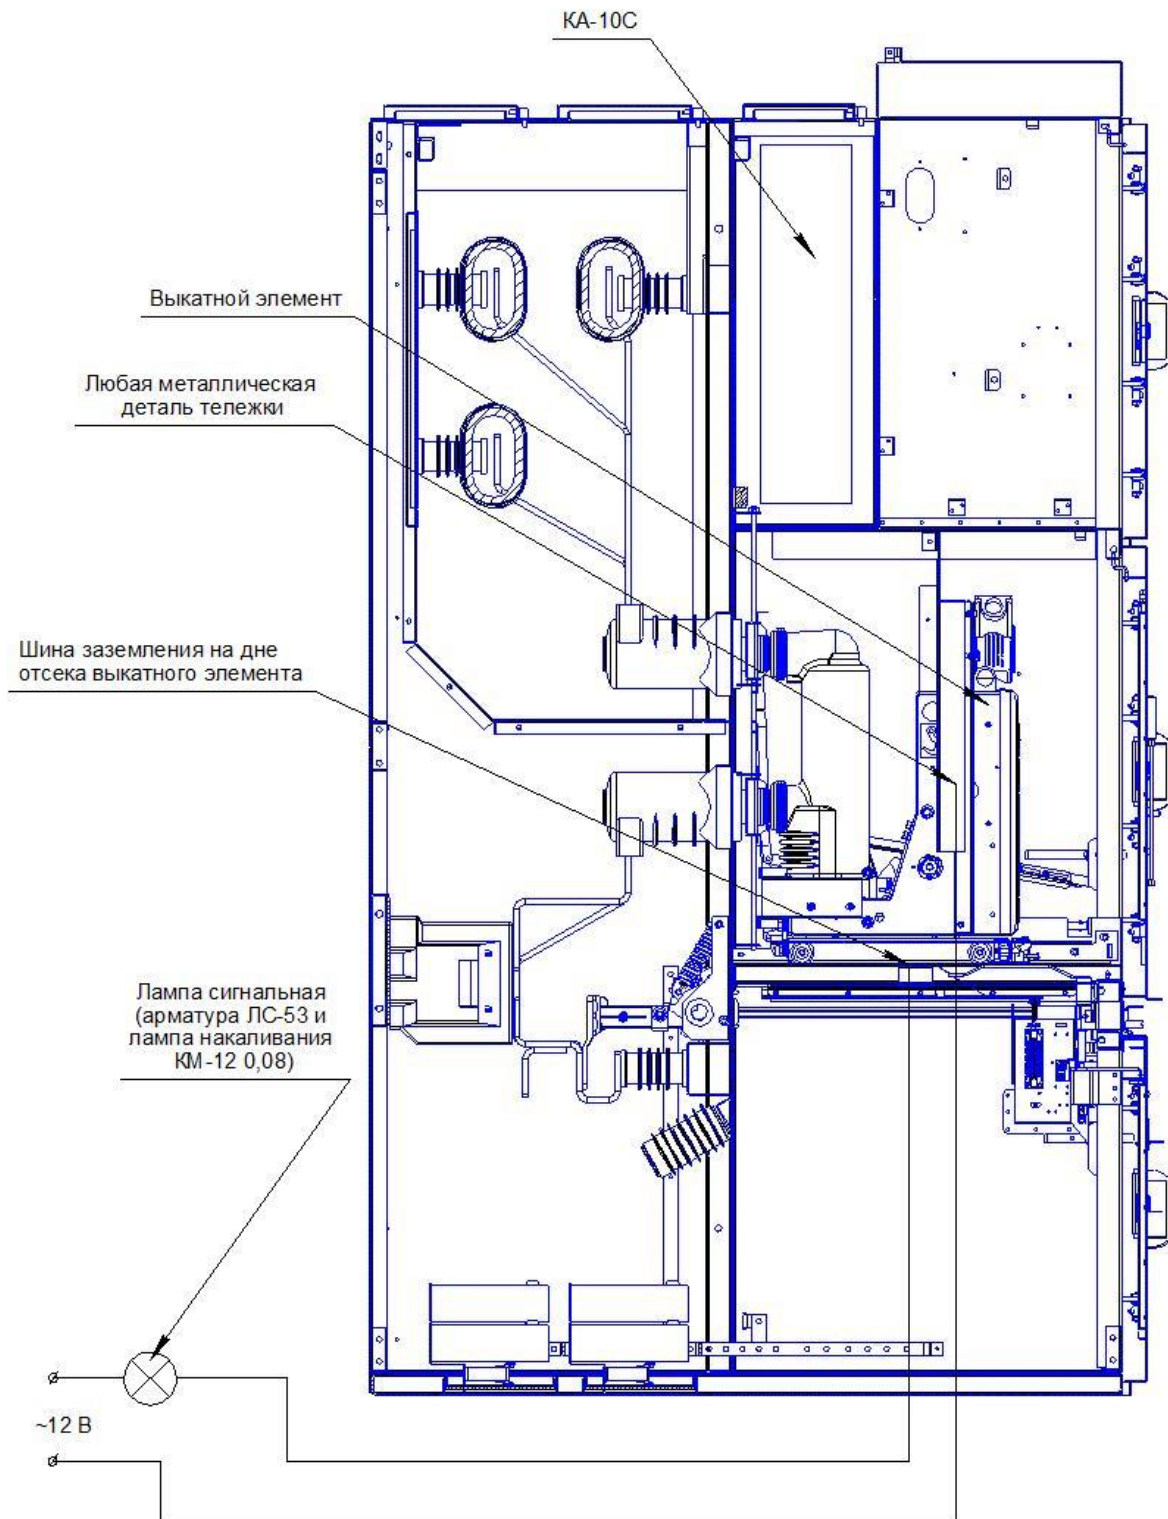 КА-10С
Выкатной элемент
Любая металлическая
деталь тележки
Шина заземления на дне
отсека выкатного элемента
Лампа сигнальная
(арматура ЛС-53 и
лампа накаливания
КМ-12 0,08)
~12 В